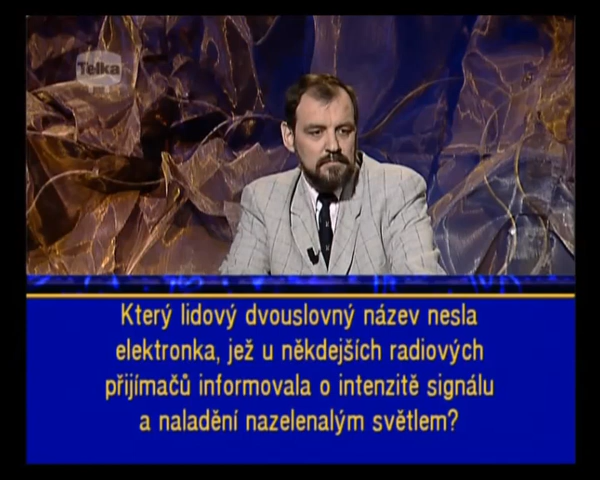 Telka
Který lidový dvouslovný název nesla
elektronka, jež u někdejších radiových
přijímačů informovala o intenzitě signálu
a naladění nazelenalým světlem?